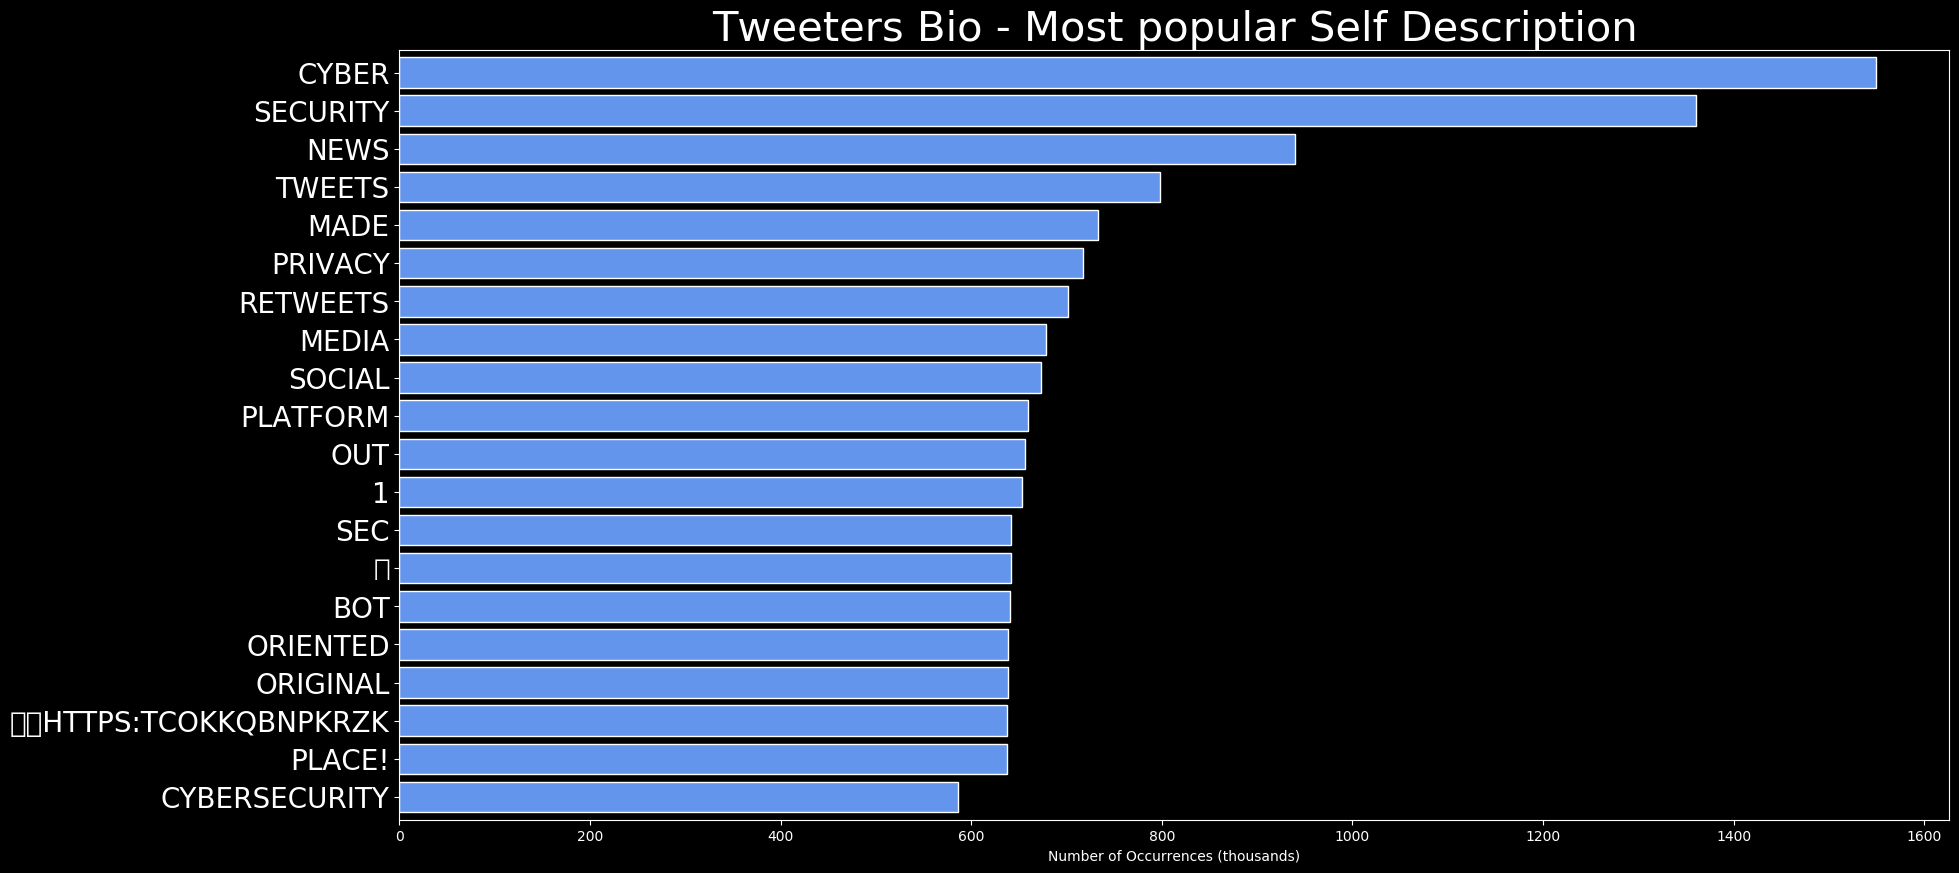 Tweeters Bio - Most popular Self Description
CYBER
SECURITY
NEWS
TWEETS
MADE
PRIVACY
RETWEETS
MEDIA
SOCIAL
PLATFORM
OUT
1
SEC
BOT
ORIENTED
ORIGINAL
HTTPS:TCOKKQBNPKRZK
PLACE!
CYBERSECURITY
0 200 400 600 800 1000 1200 1400 1600
Number of Occurrences (thousands)